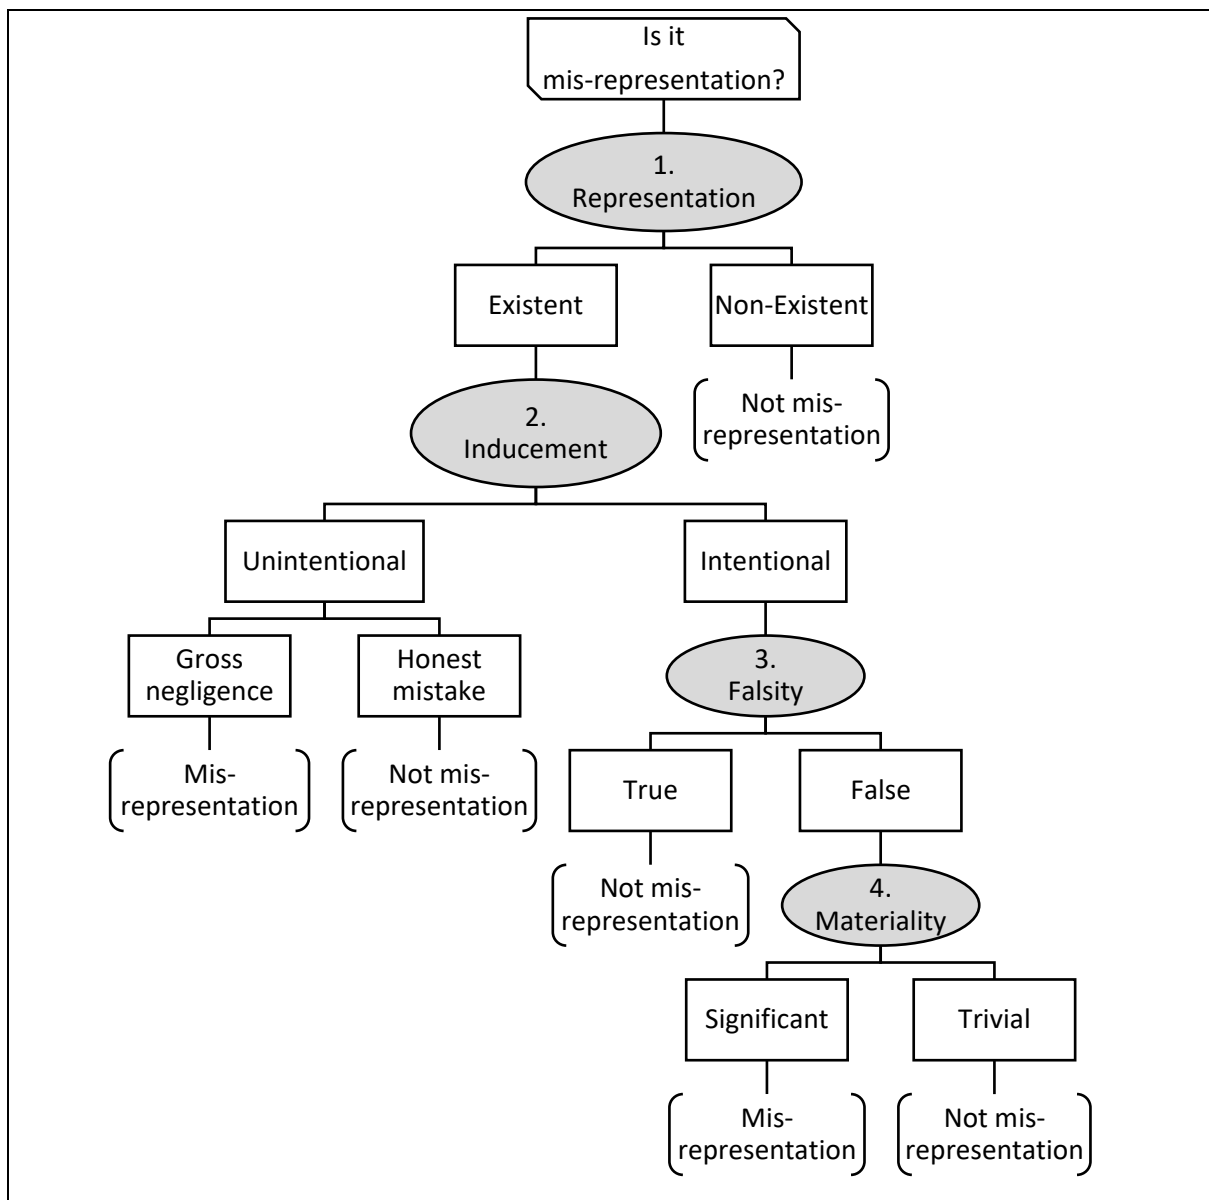 Is it
mis-representation?
1.
Representation
Existent
Non-Existent
Not mis-
representation
2.
Inducement
Unintentional
Intentional
Gross
negligence
Honest
mistake
3.
Falsity
Mis-
representation
Not mis-
representation
True
False
Not mis-
representation
4.
Materiality
Significant
Trivial
Mis-
representation
Not mis-
representation